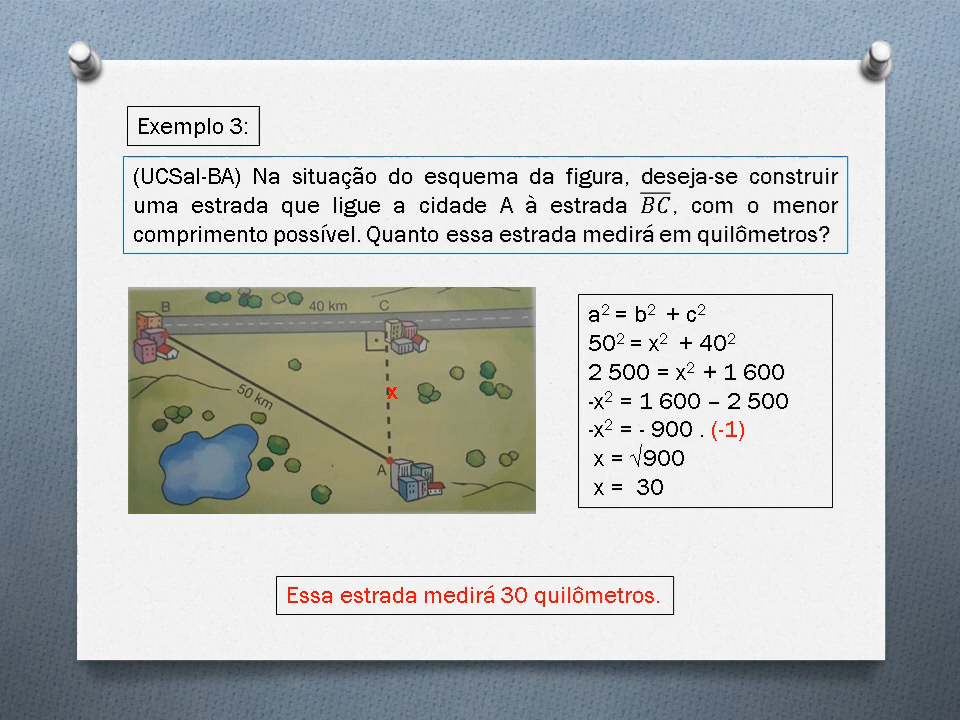 Exemplo 3:
(UCSal-BA) Na situação do esquema da figura, deseja-se construir
uma estrada que ligue a cidade A à estrada B̅C̅, com o menor
comprimento possível. Quanto essa estrada medirá em quilômetros?
B
40 km
C
50 km
x
A
a² = b² + c²
50² = x² + 40²
2 500 = x² + 1 600
-x² = 1 600 – 2 500
-x² = - 900 . (-1)
x = √900
x = 30
Essa estrada medirá 30 quilômetros.